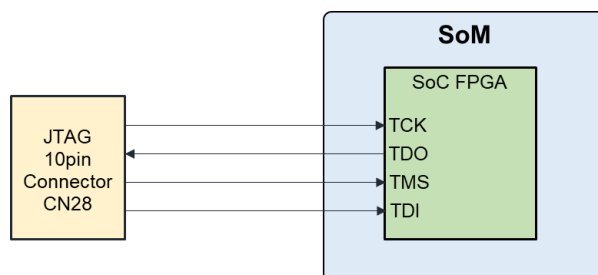 SoM
SoC FPGA
JTAG
10pin
Connector
CN28
TCK
TDO
TMS
TDI